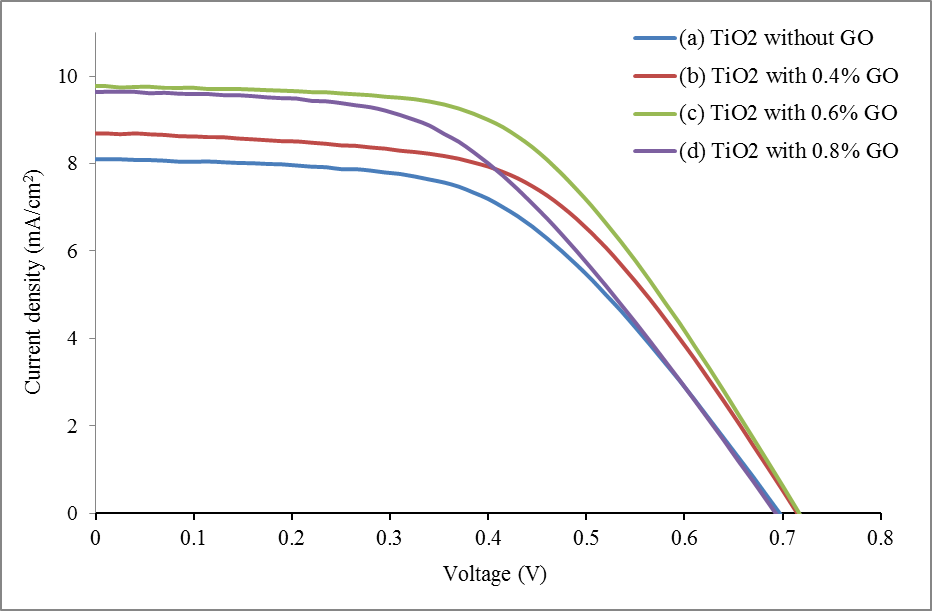 (a) TiO2 without GO
(b) TiO2 with 0.4% GO
(c) TiO2 with 0.6% GO
(d) TiO2 with 0.8% GO
Current density (mA/cm²)
10
8
6
4
2
0
0 0.1 0.2 0.3 0.4 0.5 0.6 0.7 0.8
Voltage (V)